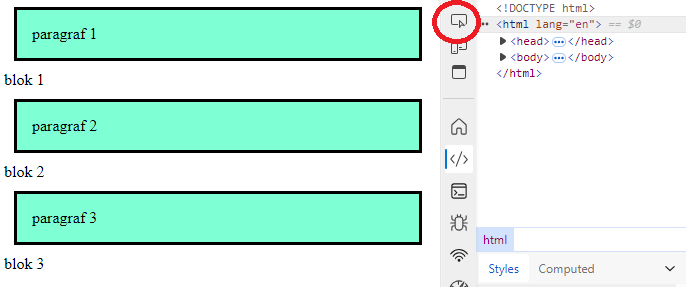 paragraf 1
blok 1
paragraf 2
blok 2
paragraf 3
blok 3
<!DOCTYPE html>
<html lang="en"> == $0
<head> … </head>
<body> … </body>
</html>
html
Styles Computed